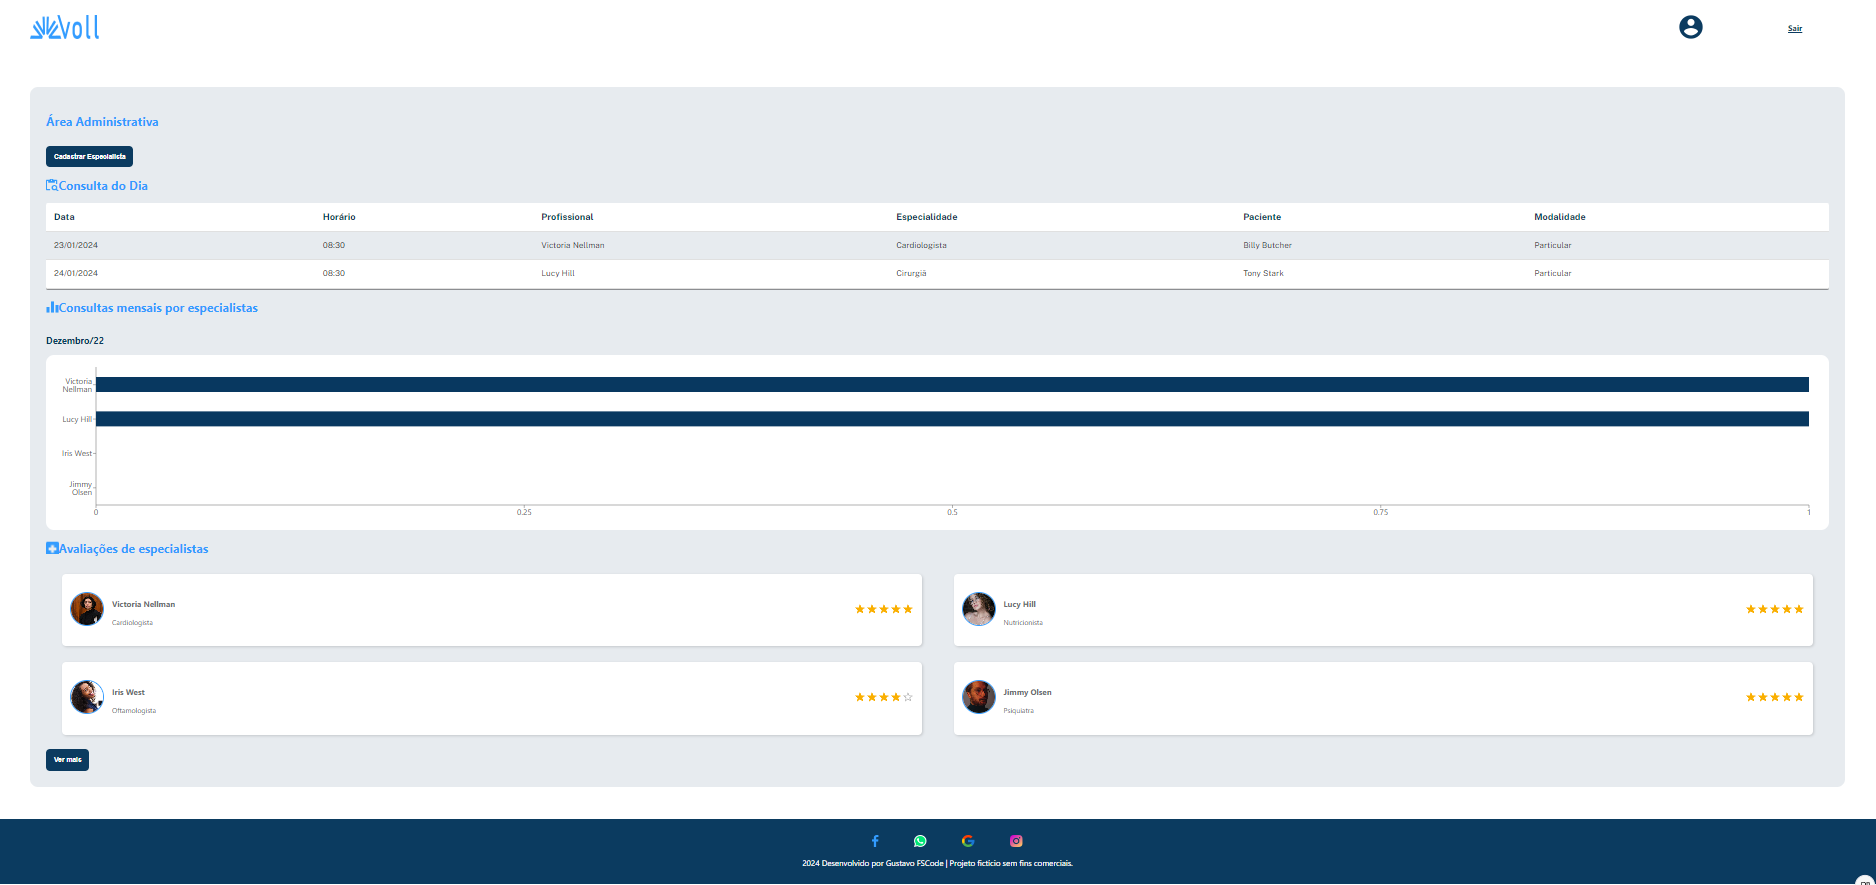 Voll
Sair
Área Administrativa
Cadastrar Especialista
Consulta do Dia
Data Horário Profissional Especialidade Paciente Modalidade
23/01/2024 08:30 Victoria Nellman Cardiologista Billy Butcher Particular
24/01/2024 08:30 Lucy Hill Cirurgiã Tony Stark Particular
Consultas mensais por especialistas
Dezembro/22
Victoria
Nellman
Lucy Hill
Iris West
Jimmy
Olsen
0 0.25 0.5 0.75 1
Avaliações de especialistas
Victoria Nellman
Cardiologista
Lucy Hill
Nutricionista
Iris West
Oftamologista
Jimmy Olsen
Psiquiatra
Ver mais
2024 Desenvolvido por Gustavo FSCode | Projeto fictício sem fins comerciais.